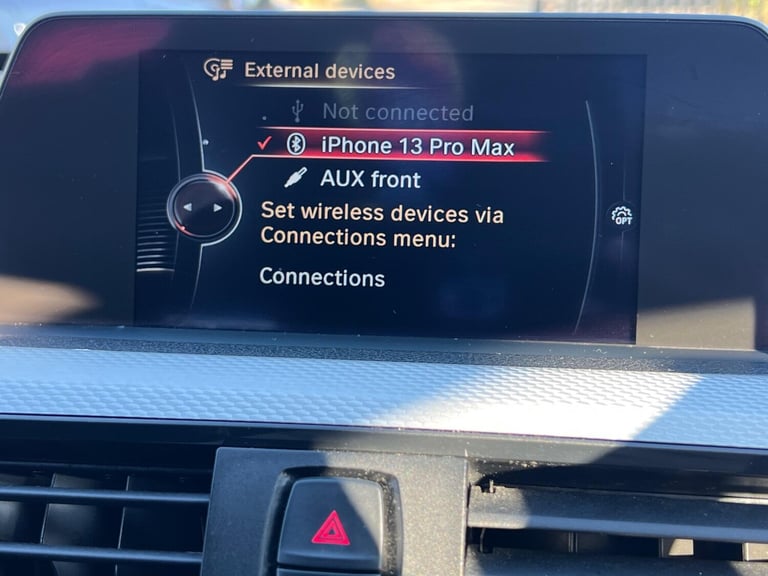 External devices
Not connected
iPhone 13 Pro Max
AUX front
Set wireless devices via
Connections menu:
Connections
OPT